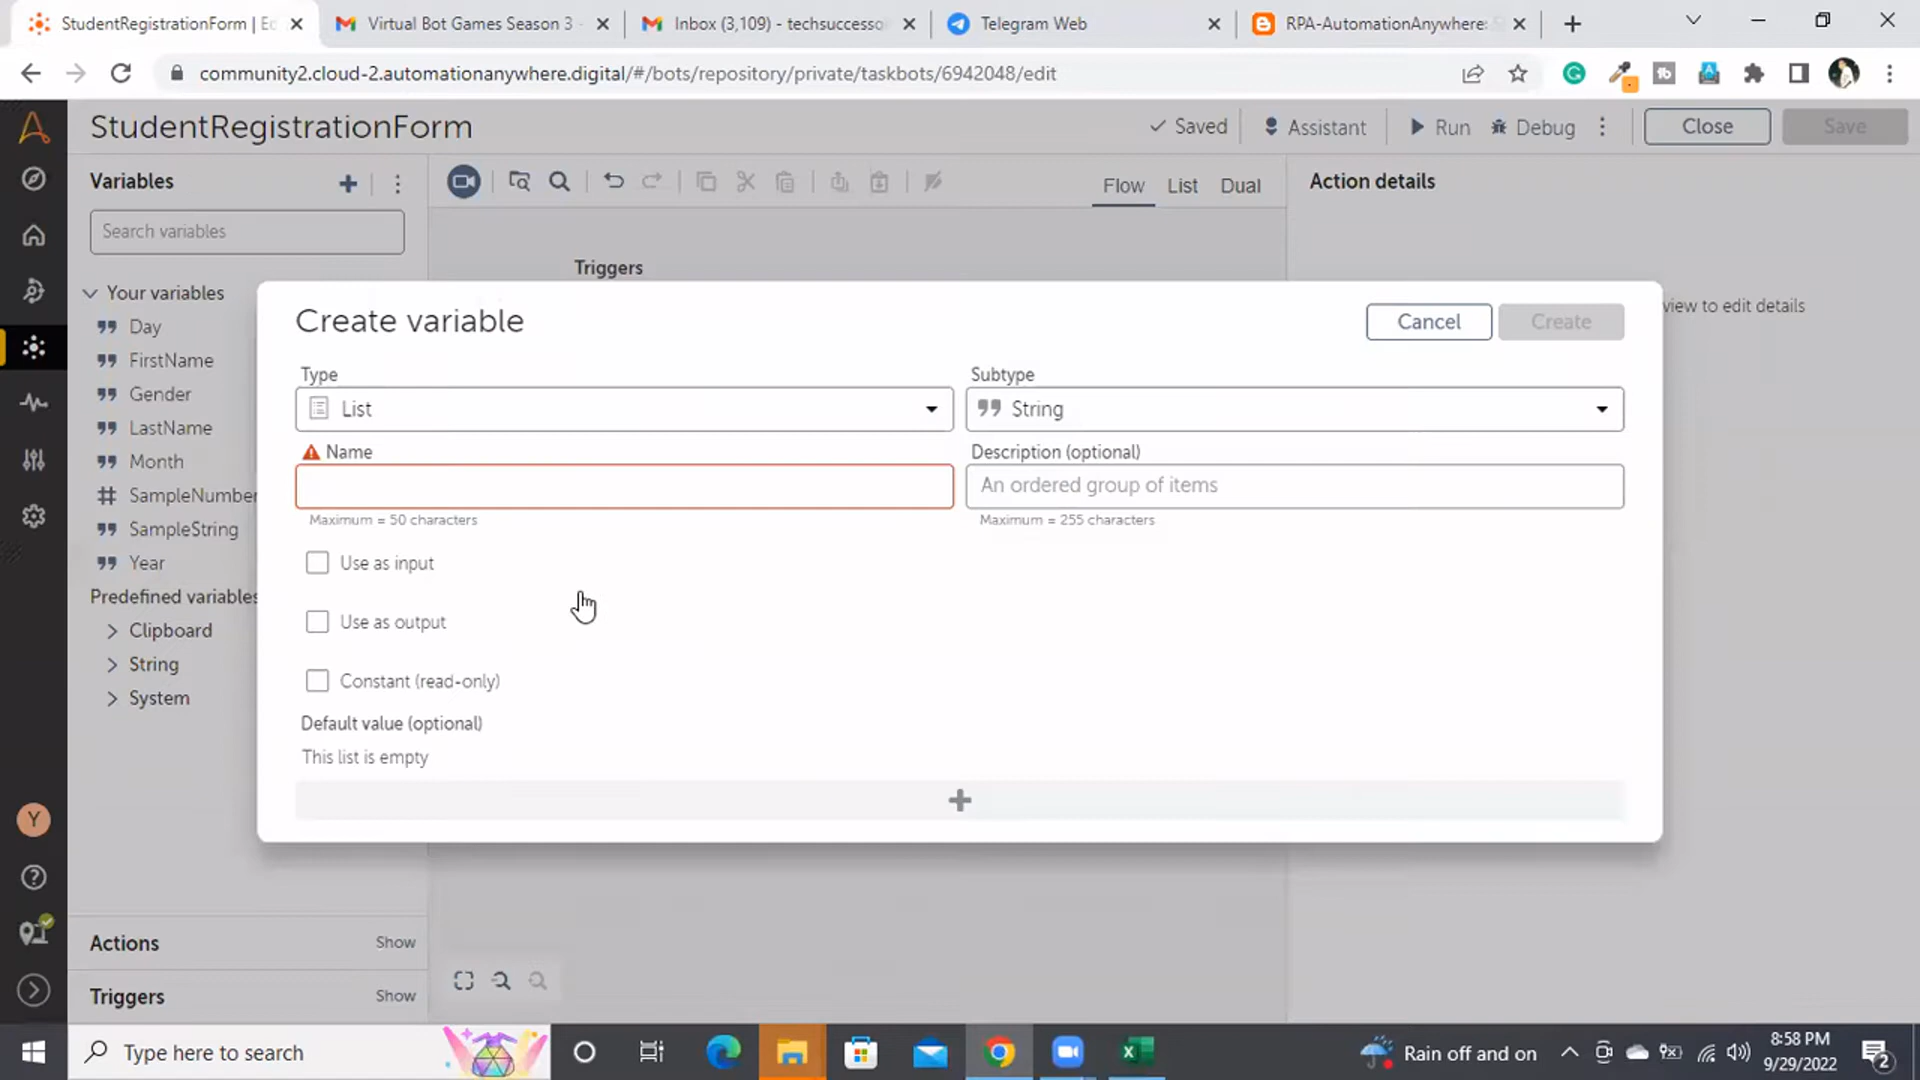 StudentRegistrationForm | Ec
Virtual Bot Games Season 3 -
Inbox (3,109) - techsuccesso
Telegram Web
RPA-AutomationAnywhere:
community2.cloud-2.automationanywhere.digital/#/bots/repository/private/taskbots/6942048/edit
StudentRegistrationForm
Saved
Assistant
Run
Debug
Close
Save
Variables
Flow
List
Dual
Action details
Search variables
Triggers
Your variables
Day
FirstName
Gender
LastName
Month
SampleNumber
SampleString
Year
Predefined variables
Clipboard
String
System
view to edit details
Create variable
Cancel
Create
Type
Subtype
List
String
Name
Description (optional)
An ordered group of items
Maximum = 50 characters
Maximum = 255 characters
Use as input
Use as output
Constant (read-only)
Default value (optional)
This list is empty
Y
Actions
Show
Triggers
Show
Type here to search
Rain off and on
8:58 PM
9/29/2022
2